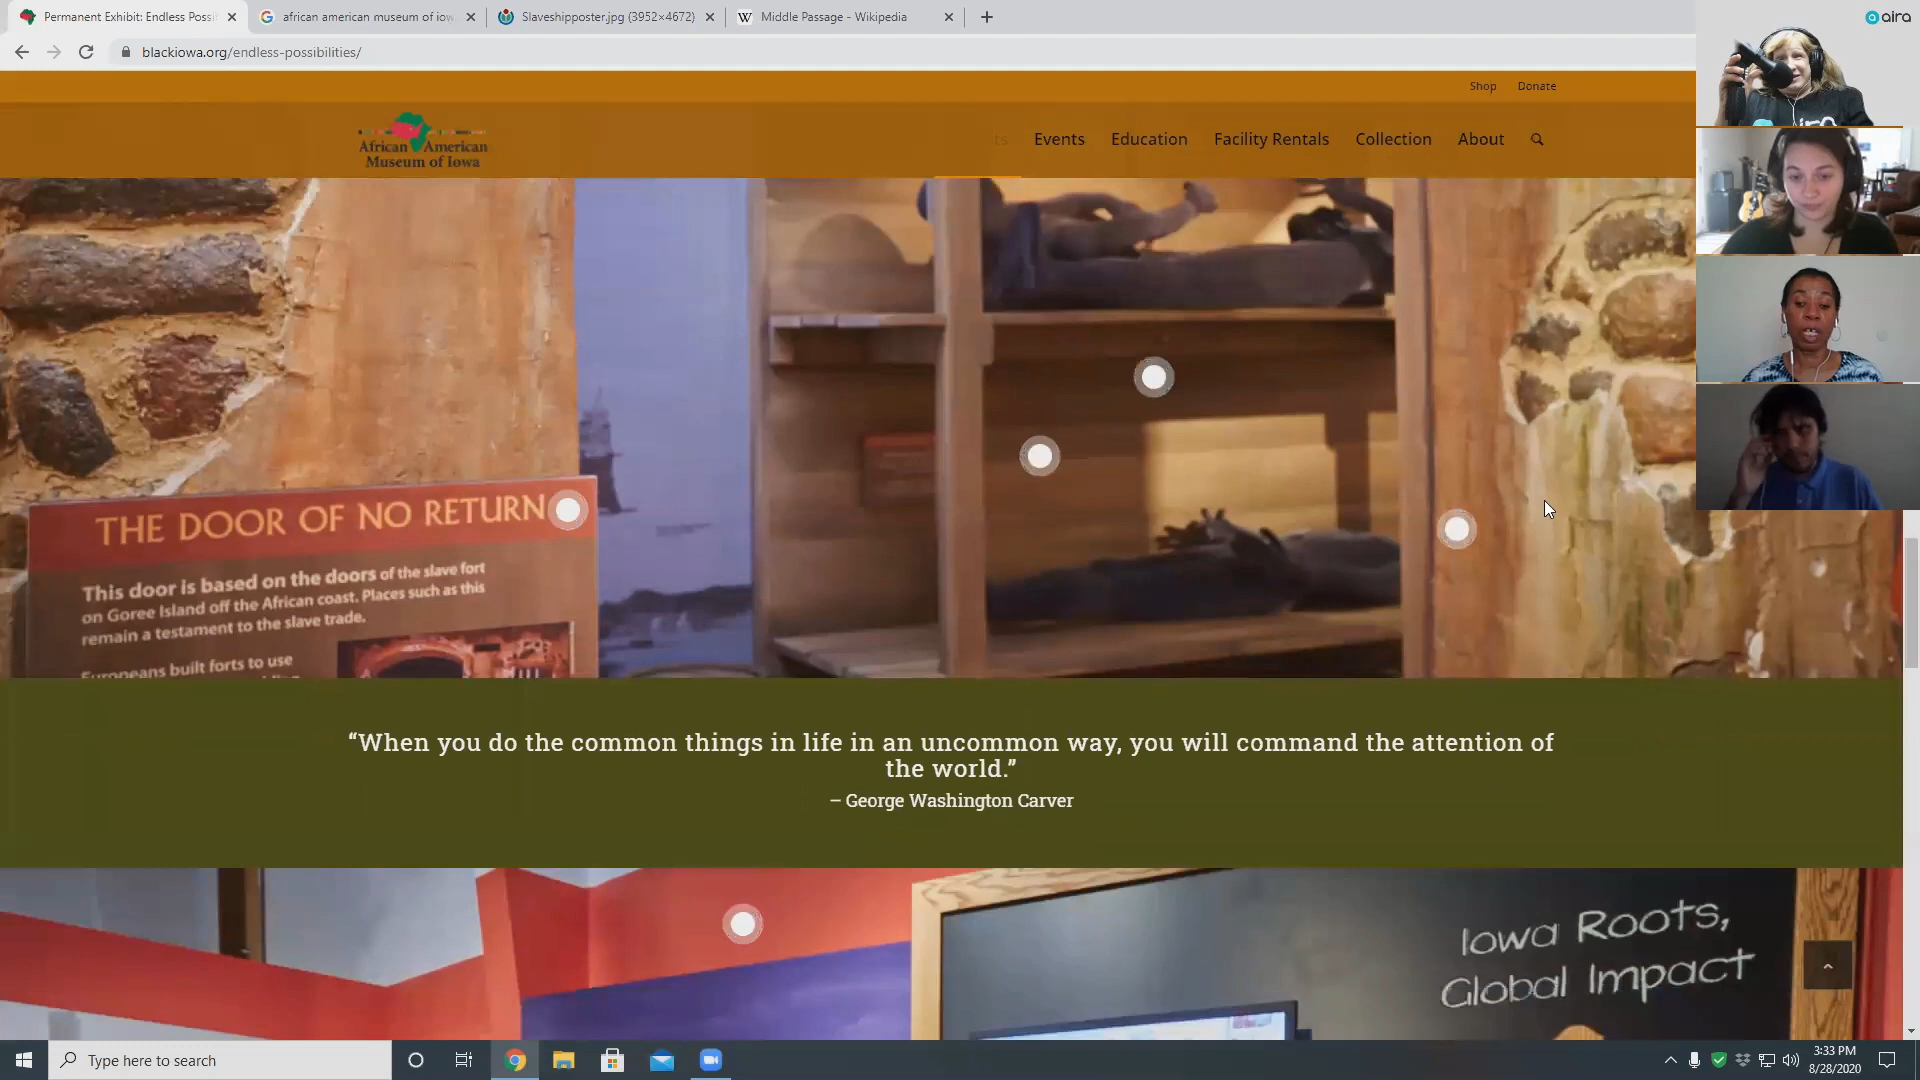 Permanent Exhibit: Endless Possi
african american museum of iow
Slaveshipposter.jpg (3952×4672)
Middle Passage - Wikipedia
aira
blackiowa.org/endless-possibilities/
Shop Donate
African American
Museum of Iowa
Events Education Facility Rentals Collection About
THE DOOR OF NO RETURN
This door is based on the doors of the slave fort
on Goree Island off the African coast. Places such as this
remain a testament to the slave trade.
Europeans built forts to use
“When you do the common things in life in an uncommon way, you will command the attention of
the world.”
– George Washington Carver
Iowa Roots,
Global Impact
Type here to search
3:33 PM
8/28/2020